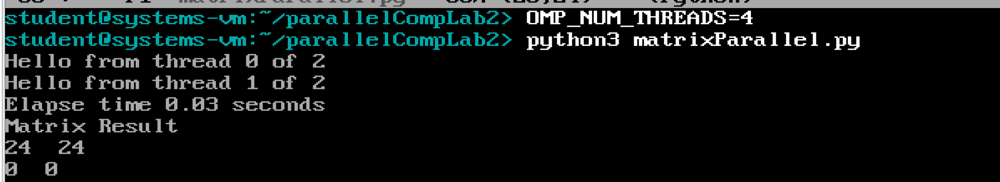 student@systems-vm:~/parallelCompLab2> OMP_NUM_THREADS=4
student@systems-vm:~/parallelCompLab2> python3 matrixParallel.py
Hello from thread 0 of 2
Hello from thread 1 of 2
Elapse time 0.03 seconds
Matrix Result
24  24
0  0